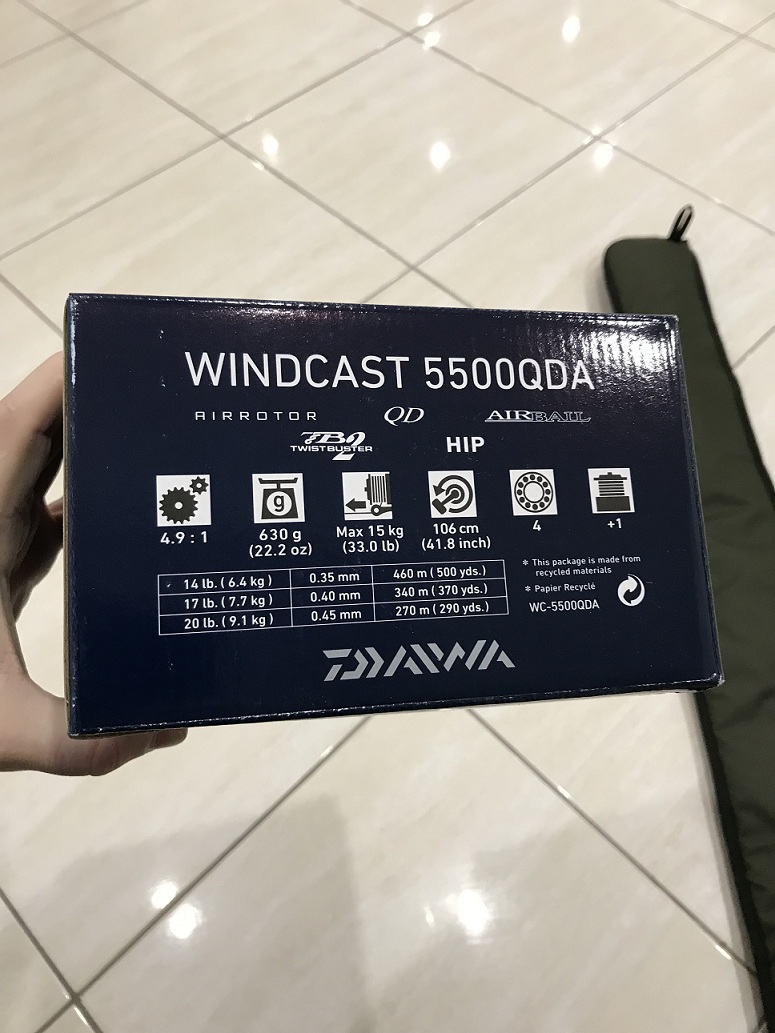 WINDCAST 5500QDA
AIRROTOR QD AIRBAIL
TB2 TWISTBUSTER HIP
g
4.9 : 1
630 g
(22.2 oz)
Max 15 kg
(33.0 lb)
106 cm
(41.8 inch)
4
+1
14 lb. ( 6.4 kg ) 0.35 mm 460 m ( 500 yds. )
17 lb. ( 7.7 kg ) 0.40 mm 340 m ( 370 yds. )
20 lb. ( 9.1 kg ) 0.45 mm 270 m ( 290 yds. )
* This package is made from
recycled materials
* Papier Recyclé
WC-5500QDA
DAIWA